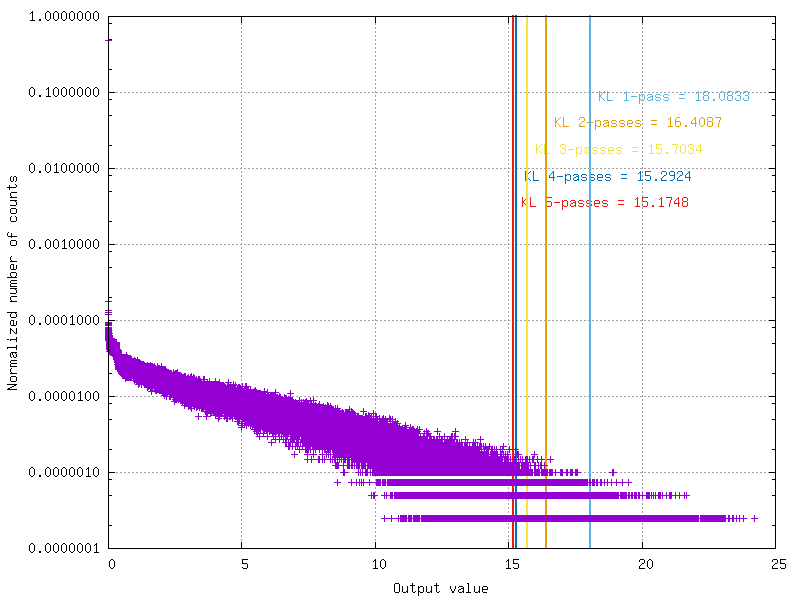 1.0000000
0.1000000
KL 1-pass = 18.0833
KL 2-passes = 16.4087
KL 3-passes = 15.7034
0.0100000
KL 4-passes = 15.2924
KL 5-passes = 15.1748
0.0010000
0.0001000
0.0000100
0.0000010
0.0000001
Normalized number of counts
0 5 10 15 20 25
Output value